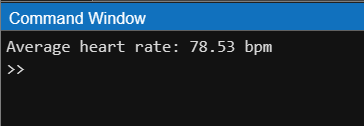 Command Window
Average heart rate: 78.53 bpm
>>